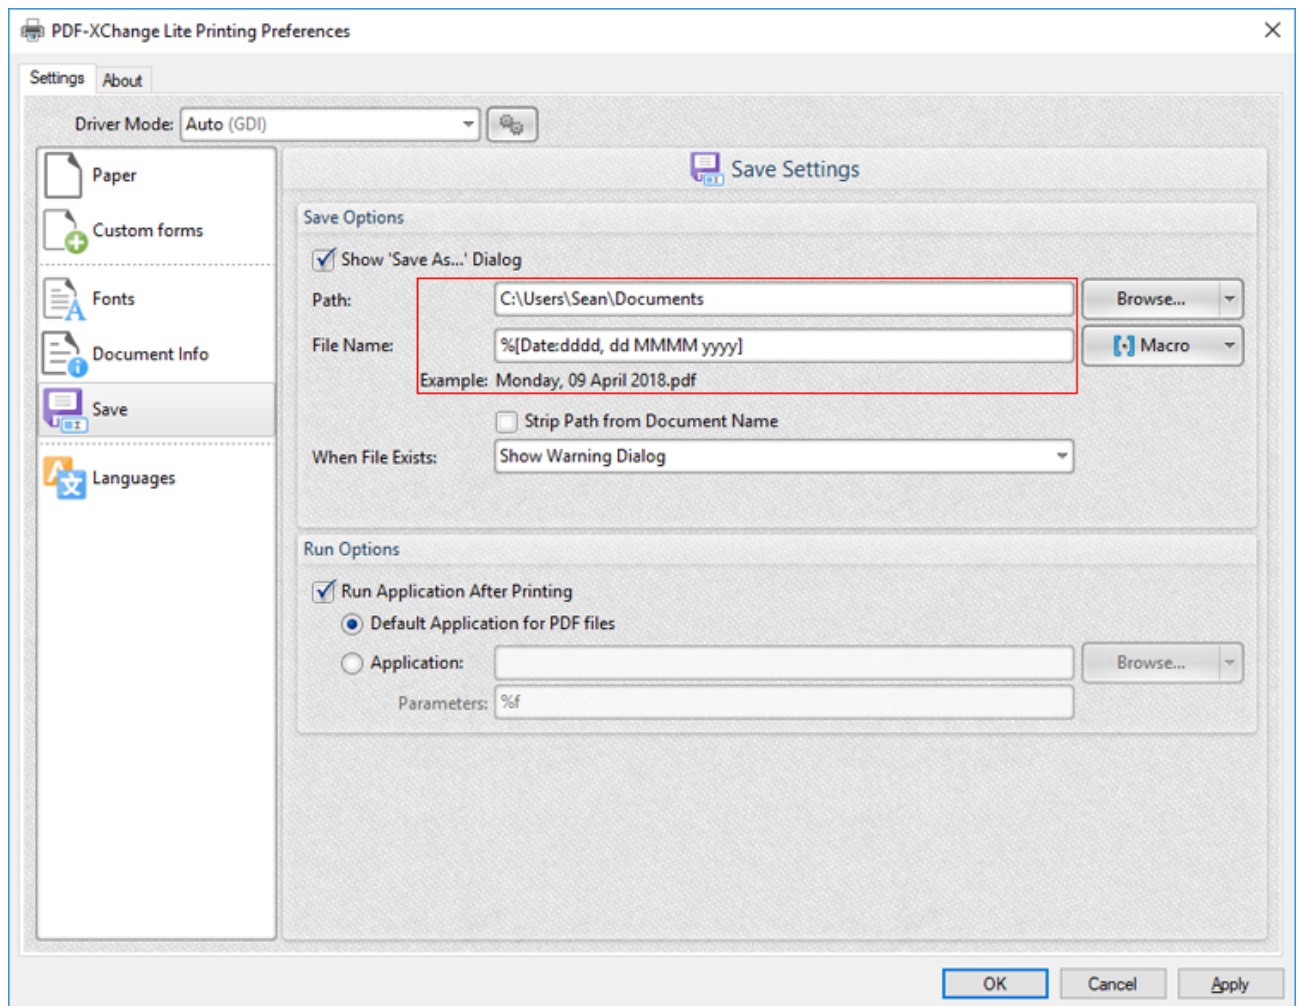 PDF-XChange Lite Printing Preferences
Settings About
Driver Mode: Auto (GDI)
Paper
Custom forms
Fonts
Document Info
Save
Languages
Save Settings
Save Options
Show 'Save As...' Dialog
Path: C:\Users\Sean\Documents Browse...
File Name: %[Date:dddd, dd MMMM yyyy] Macro
Example: Monday, 09 April 2018.pdf
Strip Path from Document Name
When File Exists: Show Warning Dialog
Run Options
Run Application After Printing
Default Application for PDF files
Application: Browse...
Parameters: %f
OK Cancel Apply